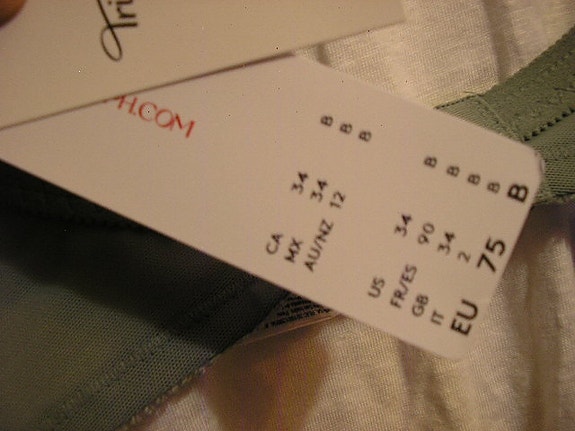 Tri
H.COM
CA 34 B
MX 34 B
AU/NZ 12 B
US 34 B
FR/ES 90 B
GB 34 B
IT 2 B
EU 75 B